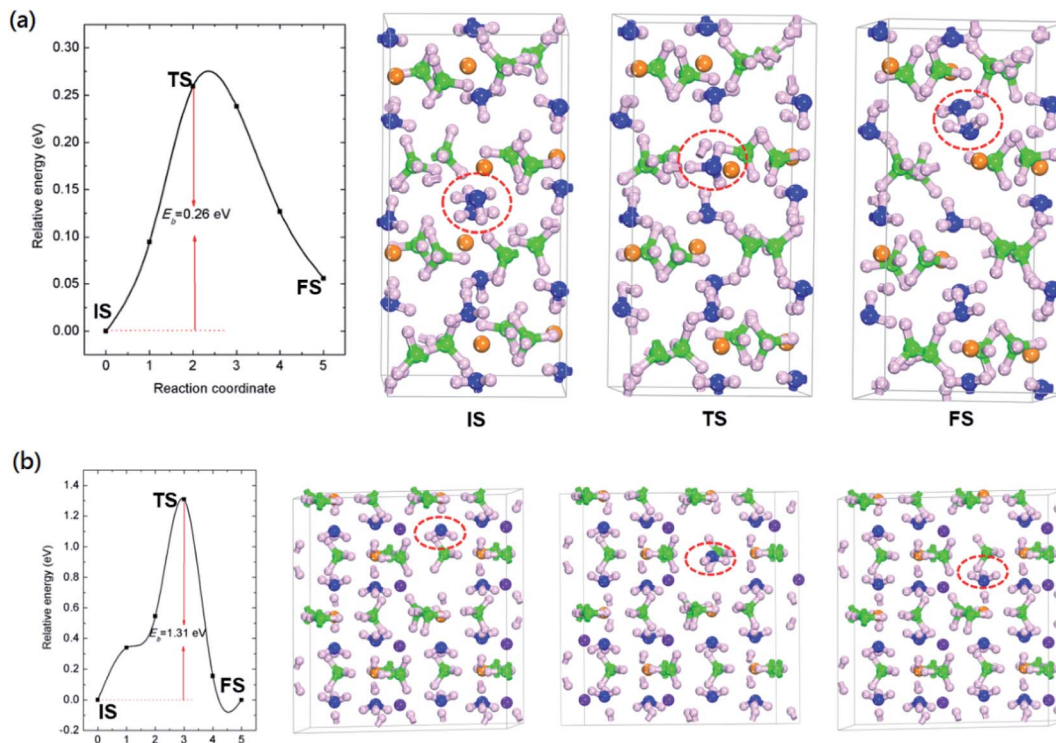 (a)
0.30
0.25
0.20
0.15
0.10
0.05
0.00
Relative energy (eV)
TS
E_b=0.26 eV
IS
FS
0 1 2 3 4 5
Reaction coordinate
IS TS FS
(b)
1.4
1.2
1.0
0.8
0.6
0.4
0.2
0.0
-0.2
Relative energy (eV)
TS
E_b=1.31 eV
FS
IS
0 1 2 3 4 5